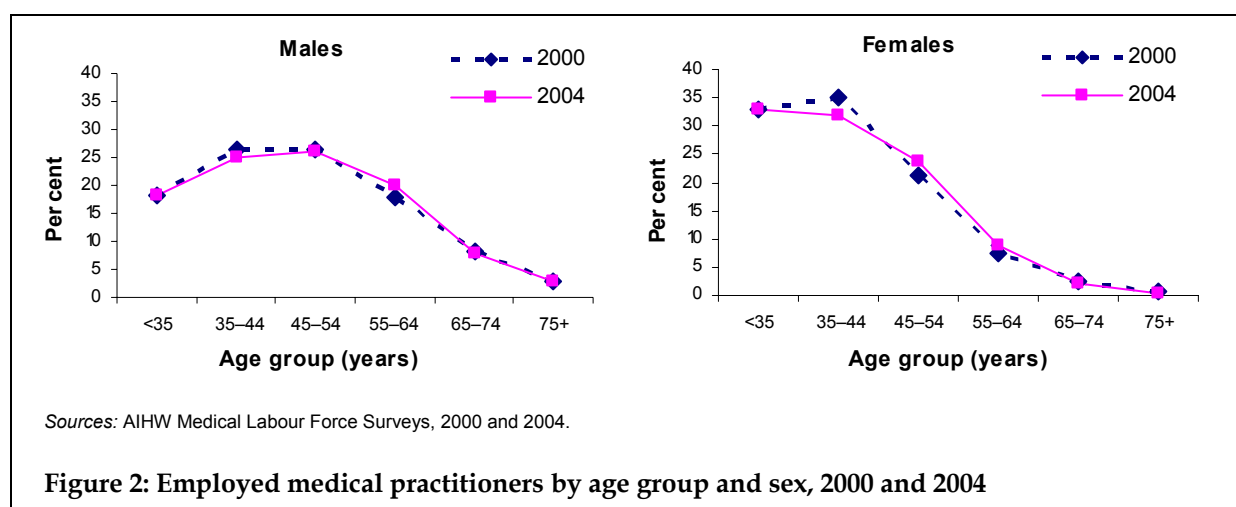 Males
2000
2004
40
35
30
25
20
15
10
5
0
Per cent
<35 35–44 45–54 55–64 65–74 75+
Age group (years)
Females
2000
2004
40
35
30
25
20
15
10
5
0
Per cent
<35 35–44 45–54 55–64 65–74 75+
Age group (years)
Sources: AIHW Medical Labour Force Surveys, 2000 and 2004.
Figure 2: Employed medical practitioners by age group and sex, 2000 and 2004